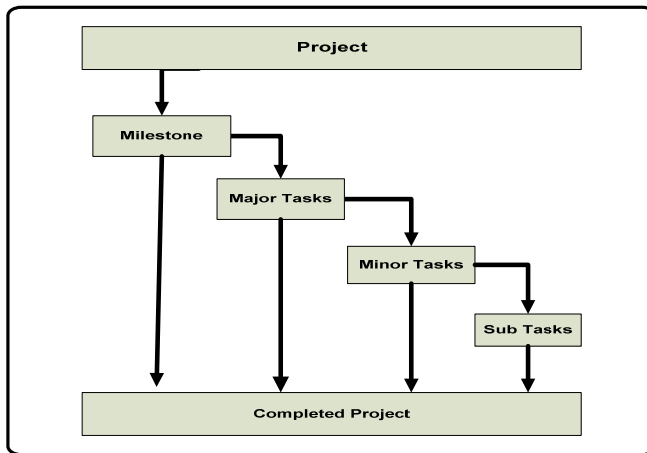 Project
Milestone
Major Tasks
Minor Tasks
Sub Tasks
Completed Project